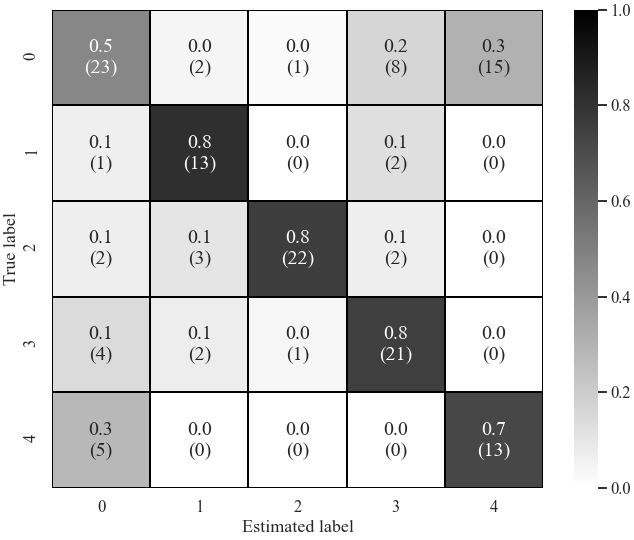 0.5 0.0 0.0 0.2 0.3
0 (23) (2) (1) (8) (15)
0.1 0.8 0.0 0.1 0.0
1 (1) (13) (0) (2) (0)
0.1 0.1 0.8 0.1 0.0
2 (2) (3) (22) (2) (0)
0.1 0.1 0.0 0.8 0.0
3 (4) (2) (1) (21) (0)
0.3 0.0 0.0 0.0 0.7
4 (5) (0) (0) (0) (13)
0 1 2 3 4
Estimated label
True label
1.0
0.8
0.6
0.4
0.2
0.0